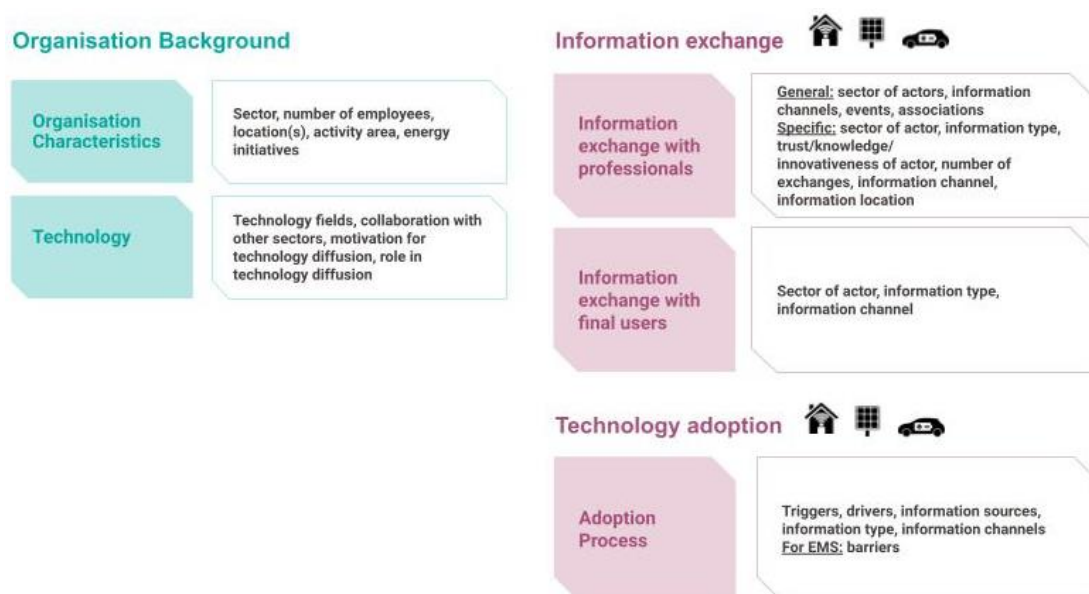 Organisation Background
Organisation
Characteristics
Sector, number of employees,
location(s), activity area, energy
initiatives
Technology
Technology fields, collaboration with
other sectors, motivation for
technology diffusion, role in
technology diffusion
Information exchange
Information
exchange with
professionals
General: sector of actors, information
channels, events, associations
Specific: sector of actor, information type,
trust/knowledge/
innovativeness of actor, number of
exchanges, information channel,
information location
Information
exchange with
final users
Sector of actor, information type,
information channel
Technology adoption
Adoption
Process
Triggers, drivers, information sources,
information type, information channels
For EMS: barriers